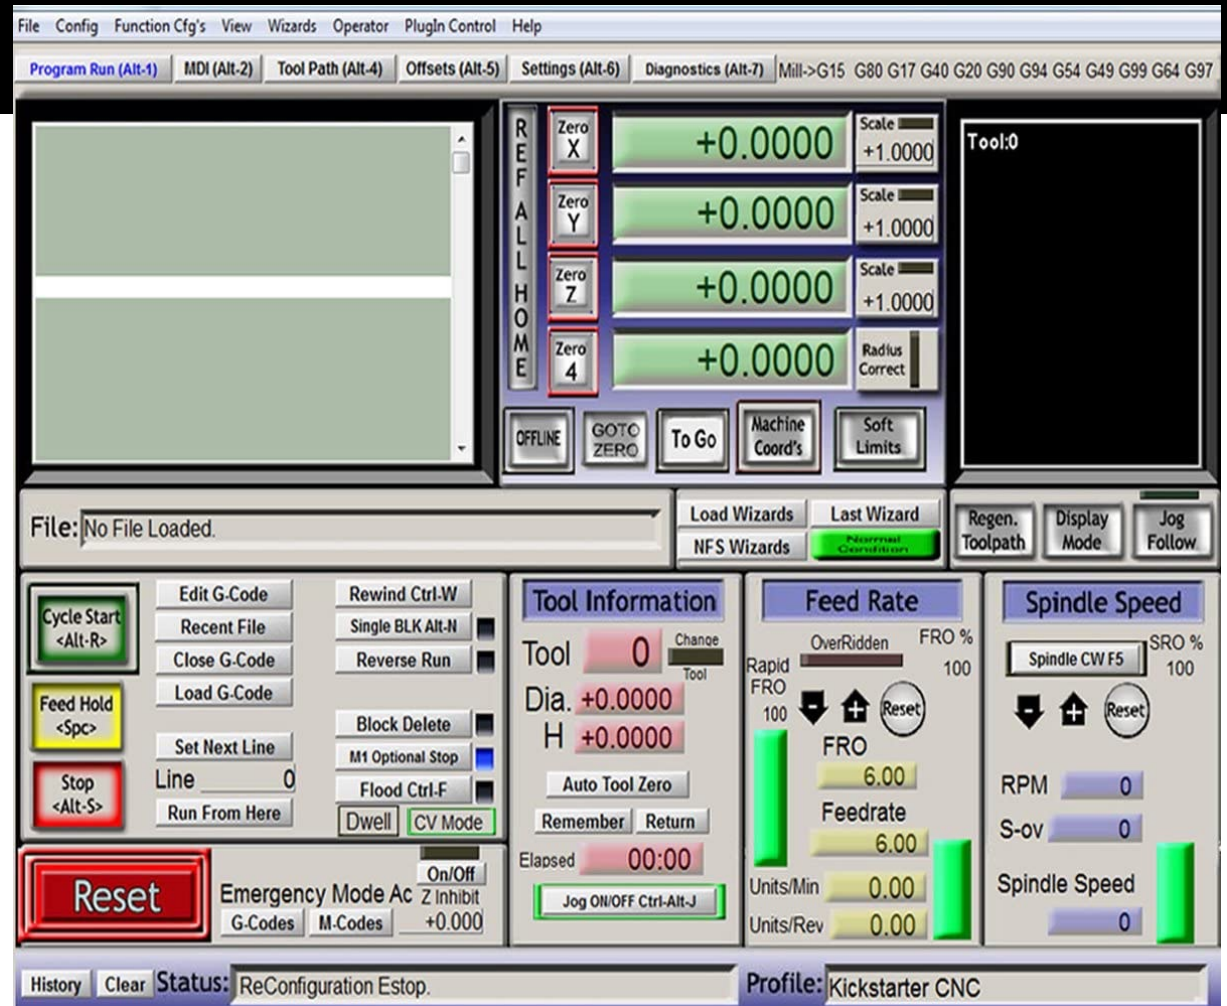 File Config Function Cfg's View Wizards Operator PlugIn Control Help
Program Run (Alt-1) MDI (Alt-2) Tool Path (Alt-4) Offsets (Alt-5) Settings (Alt-6) Diagnostics (Alt-7) Mill->G15 G80 G17 G40 G20 G90 G94 G54 G49 G99 G64 G97
REF ALL HOME
Zero X +0.0000 Scale +1.0000
Zero Y +0.0000 Scale +1.0000
Zero Z +0.0000 Scale +1.0000
Zero 4 +0.0000 Radius Correct
OFFLINE GOTO ZERO To Go Machine Coord's Soft Limits
Tool:0
File: No File Loaded.
Load Wizards Last Wizard
NFS Wizards Normal Condition
Regen. Toolpath Display Mode Jog Follow
Cycle Start <Alt-R>
Feed Hold <Spc>
Stop <Alt-S>
Edit G-Code
Recent File
Close G-Code
Load G-Code
Set Next Line
Line 0
Run From Here
Rewind Ctrl-W
Single BLK Alt-N
Reverse Run
Block Delete
M1 Optional Stop
Flood Ctrl-F
Dwell CV Mode
Reset
Emergency Mode Ac
G-Codes M-Codes
On/Off
Z Inhibit
+0.000
Tool Information
Tool 0 Change Tool
Dia. +0.0000
H +0.0000
Auto Tool Zero
Remember Return
Elapsed 00:00
Jog ON/OFF Ctrl-Alt-J
Feed Rate
OverRidden FRO %
100
Rapid FRO
100
Reset
FRO
6.00
Feedrate
6.00
Units/Min 0.00
Units/Rev 0.00
Spindle Speed
Spindle CW F5 SRO %
100
Reset
RPM 0
S-ov 0
Spindle Speed
0
History Clear Status: ReConfiguration Estop.
Profile: Kickstarter CNC